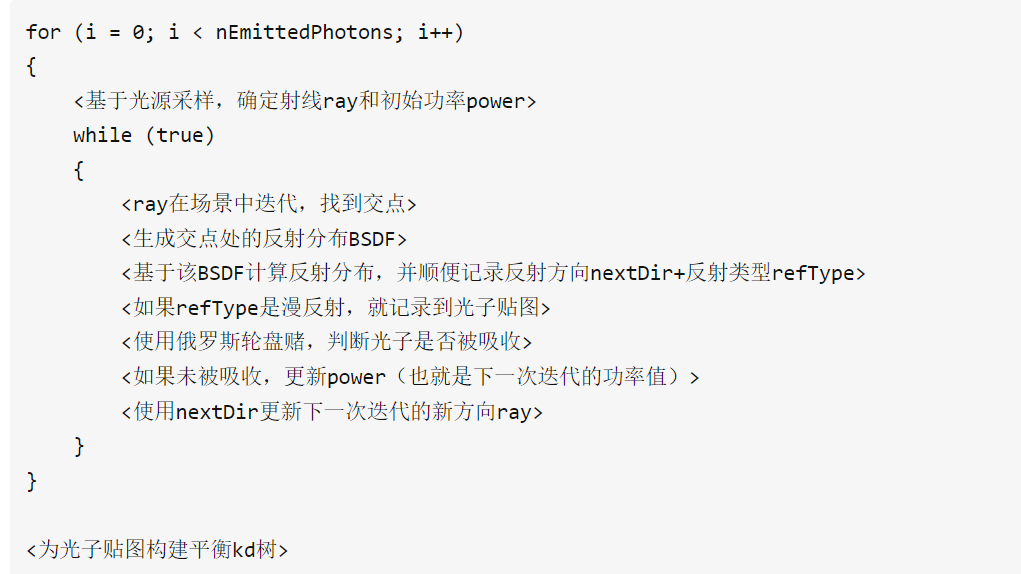 for (i = 0; i < nEmittedPhotons; i++)
{
    <基于光源采样，确定射线ray和初始功率power>
    while (true)
    {
        <ray在场景中迭代，找到交点>
        <生成交点处的反射分布BSDF>
        <基于该BSDF计算反射分布，并顺便记录反射方向nextDir+反射类型refType>
        <如果refType是漫反射，就记录到光子贴图>
        <使用俄罗斯轮盘赌，判断光子是否被吸收>
        <如果未被吸收，更新power（也就是下一次迭代的功率值）>
        <使用nextDir更新下一次迭代的新方向ray>
    }
}
<为光子贴图构建平衡kd树>